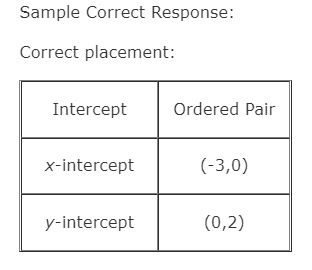 Sample Correct Response:
Correct placement:
Intercept Ordered Pair
x-intercept (-3,0)
y-intercept (0,2)